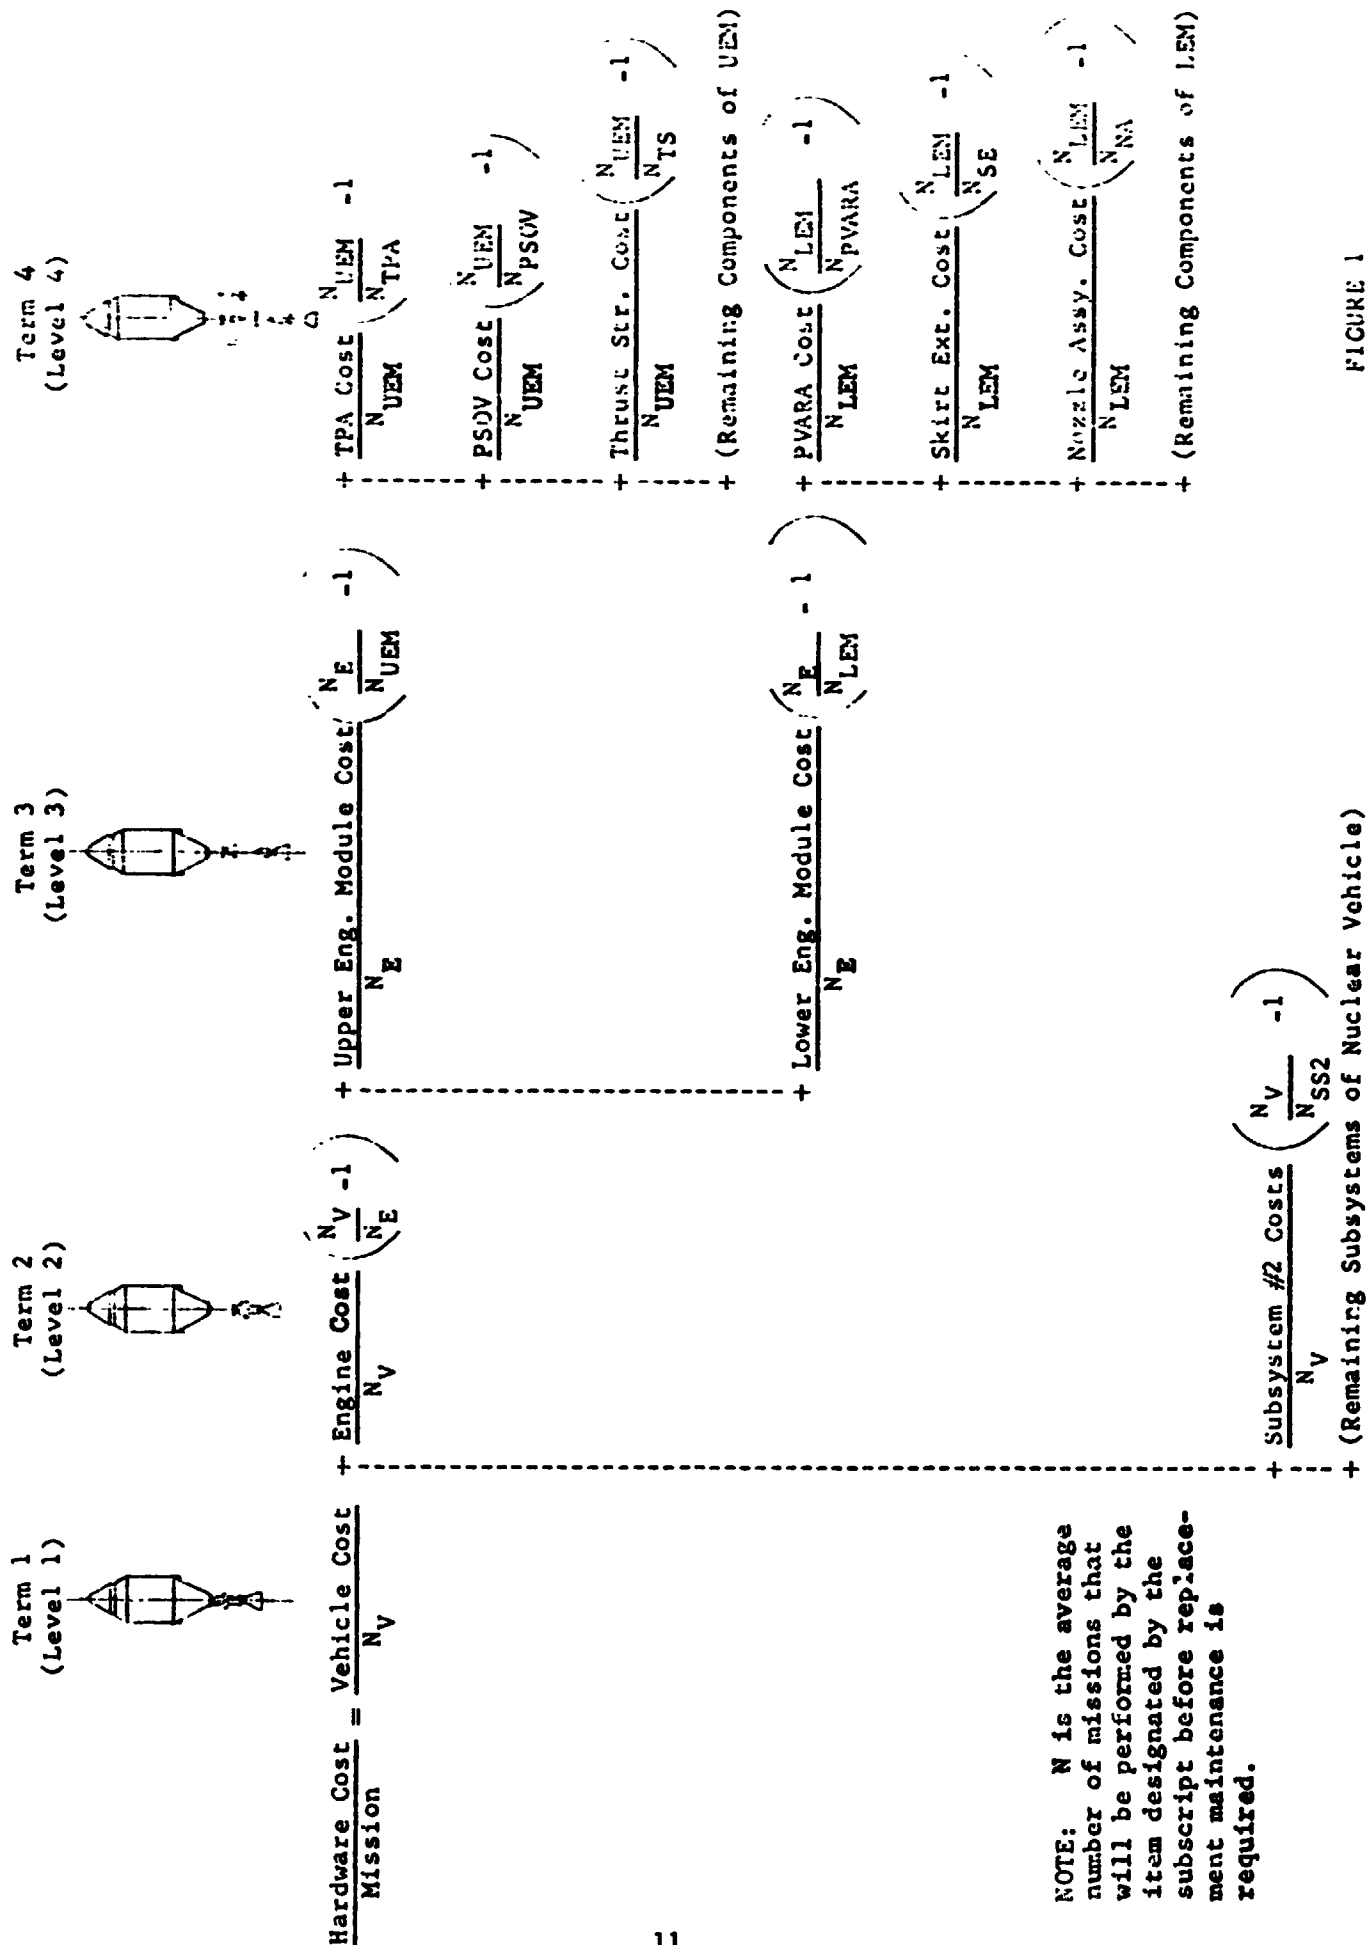 Term 1
(Level 1)
Term 2
(Level 2)
Term 3
(Level 3)
Term 4
(Level 4)
Hardware Cost = Vehicle Cost
Mission
N_V
+ Engine Cost ( N_V -1 )
N_V
N_E
+ Upper Eng. Module Cost ( N_E -1 )
N_E
N_UEM
+ TPA Cost ( N_UEM -1
N_UEM
N_TPA
+ PSOV Cost ( N_UEM -1 )
N_UEM
N_PSOV
+ Thrust Str. Cost ( N_UEM -1 )
N_UEM
N_TS
+ (Remaining Components of UEM)
+ Lower Eng. Module Cost ( N_E - 1 )
N_E
N_LEM
+ PVARA Cost ( N_LEM -1 )
N_LEM
N_PVARA
+ Skirt Ext. Cost ( N_LEM -1 )
N_LEM
N_SE
+ Nozzle Assy. Cost ( N_LEM -1 )
N_LEM
N_NA
+ (Remaining Components of LEM)
+ Subsystem #2 Costs ( N_V -1 )
N_V
N_SS2
+ (Remaining Subsystems of Nuclear Vehicle)
NOTE: N is the average
number of missions that
will be performed by the
item designated by the
subscript before replace-
ment maintenance is
required.
FIGURE 1
11